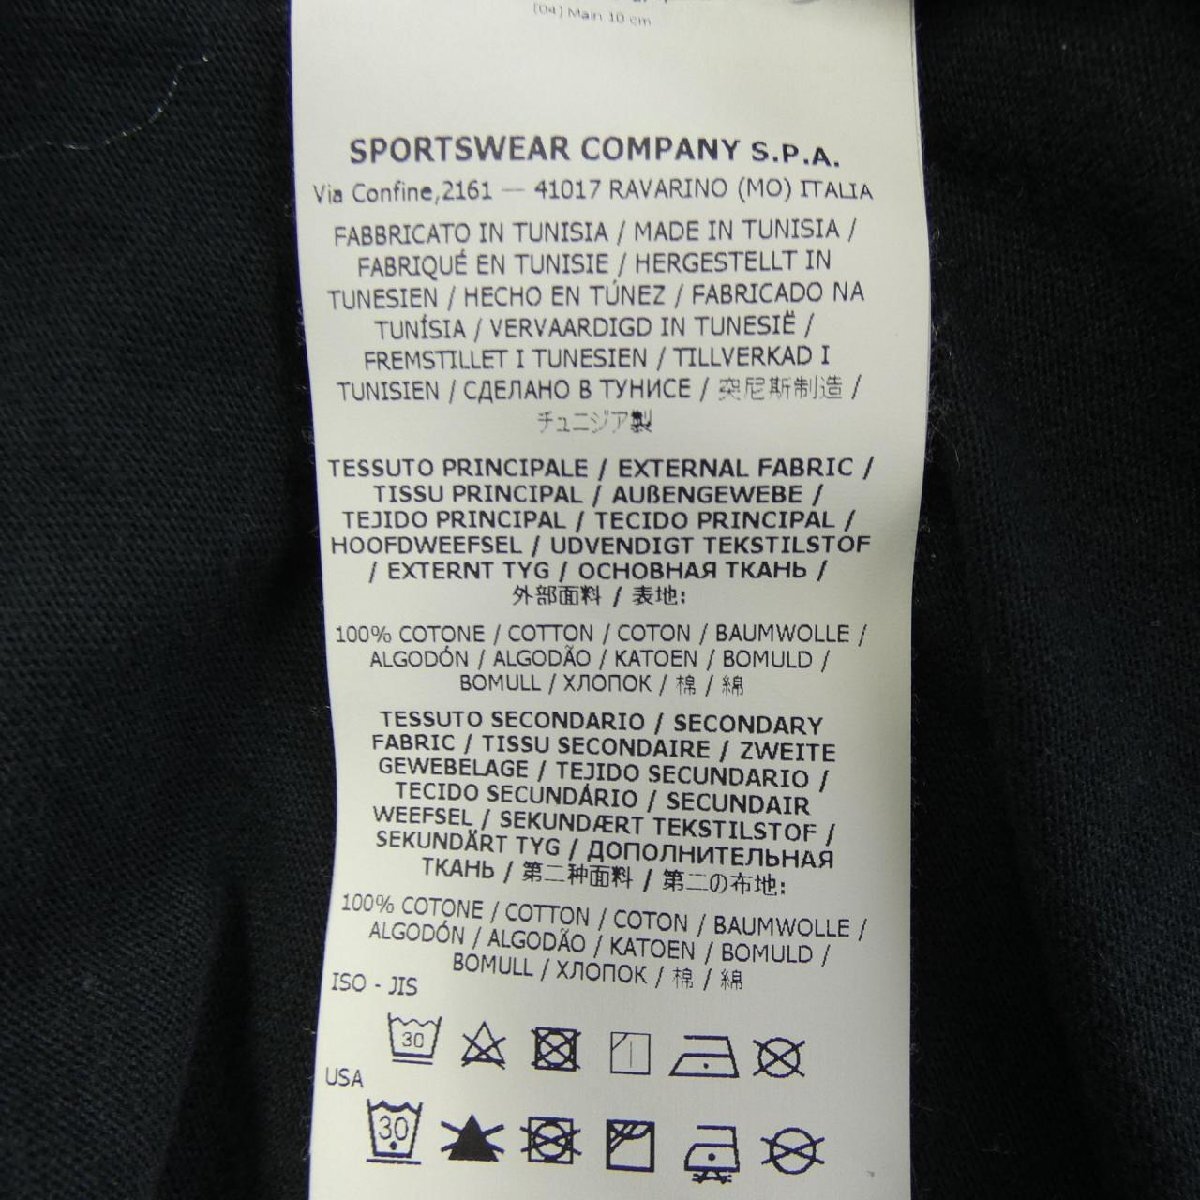 [04] Main 10 cm
SPORTSWEAR COMPANY S.P.A.
Via Confine,2161 — 41017 RAVARINO (MO) ITALIA
FABBRICATO IN TUNISIA / MADE IN TUNISIA /
FABRIQUÉ EN TUNISIE / HERGESTELLT IN
TUNESIEN / HECHO EN TÚNEZ / FABRICADO NA
TUNÍSIA / VERVAARDIGD IN TUNESIË /
FREMSTILLET I TUNESIEN / TILLVERKAD I
TUNISIEN / СДЕЛАНО В ТУНИСЕ / 突尼斯制造 /
チュニジア製
TESSUTO PRINCIPALE / EXTERNAL FABRIC /
TISSU PRINCIPAL / AUßENGEWEBE /
TEJIDO PRINCIPAL / TECIDO PRINCIPAL /
HOOFDWEEFSEL / UDVENDIGT TEKSTILSTOF
/ EXTERNT TYG / ОСНОВНАЯ ТКАНЬ /
外部面料 / 表地:
100% COTONE / COTTON / COTON / BAUMWOLLE /
ALGODÓN / ALGODÃO / KATOEN / BOMULD /
BOMULL / ХЛОПОК / 棉 / 綿
TESSUTO SECONDARIO / SECONDARY
FABRIC / TISSU SECONDAIRE / ZWEITE
GEWEBELAGE / TEJIDO SECUNDARIO /
TECIDO SECUNDÁRIO / SECUNDAIR
WEEFSEL / SEKUNDÆRT TEKSTILSTOF /
SEKUNDÄRT TYG / ДОПОЛНИТЕЛЬНАЯ
ТКАНЬ / 第二种面料 / 第二の布地:
100% COTONE / COTTON / COTON / BAUMWOLLE /
ALGODÓN / ALGODÃO / KATOEN / BOMULD /
BOMULL / ХЛОПОК / 棉 / 綿
ISO - JIS
30
USA
30